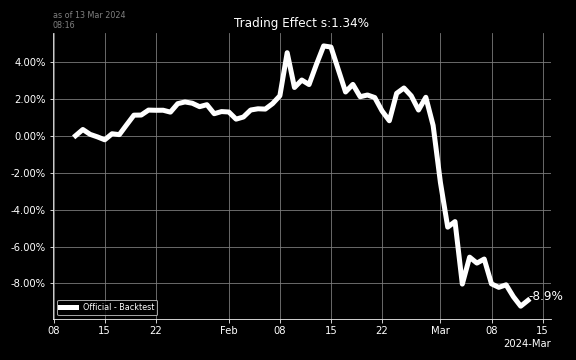 as of 13 Mar 2024
08:16
Trading Effect s:1.34%
4.00%
2.00%
0.00%
-2.00%
-4.00%
-6.00%
-8.00%
-8.9%
Official - Backtest
08 15 22 Feb 08 15 22 Mar 08 15
2024-Mar